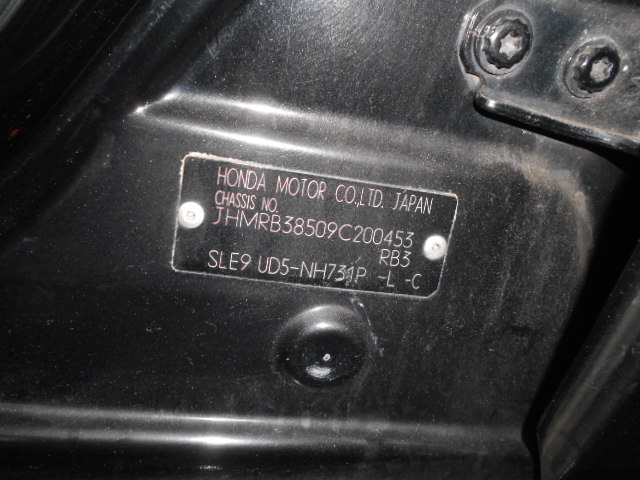 HONDA MOTOR CO.,LTD. JAPAN
CHASSIS NO.
JHMRB38509C200453
RB3
SLE9 UD5-NH731P -L -C